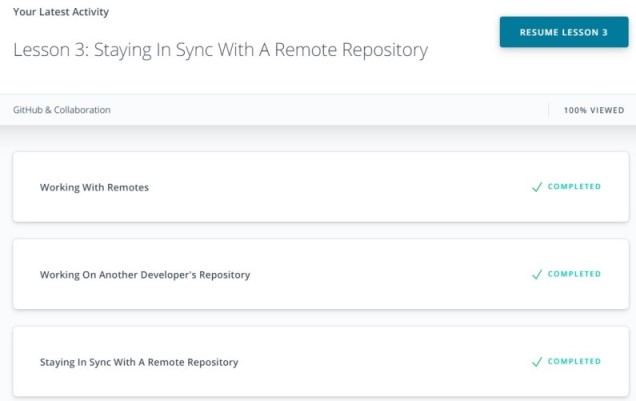 Your Latest Activity
Lesson 3: Staying In Sync With A Remote Repository
RESUME LESSON 3
GitHub & Collaboration
100% VIEWED
Working With Remotes
COMPLETED
Working On Another Developer's Repository
COMPLETED
Staying In Sync With A Remote Repository
COMPLETED